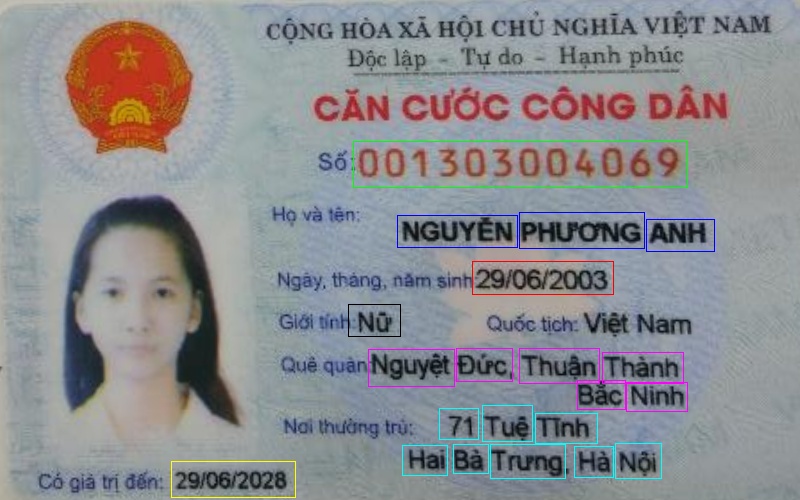 CỘNG HÒA XÃ HỘI CHỦ NGHĨA VIỆT NAM
Độc lập - Tự do - Hạnh phúc
CĂN CƯỚC CÔNG DÂN
Số: 001303004069
Họ và tên:
NGUYỄN PHƯƠNG ANH
Ngày, tháng, năm sinh: 29/06/2003
Giới tính: Nữ Quốc tịch: Việt Nam
Quê quán: Nguyệt Đức, Thuận Thành
Bắc Ninh
Nơi thường trú: 71 Tuệ Tĩnh
Hai Bà Trưng, Hà Nội
Có giá trị đến: 29/06/2028